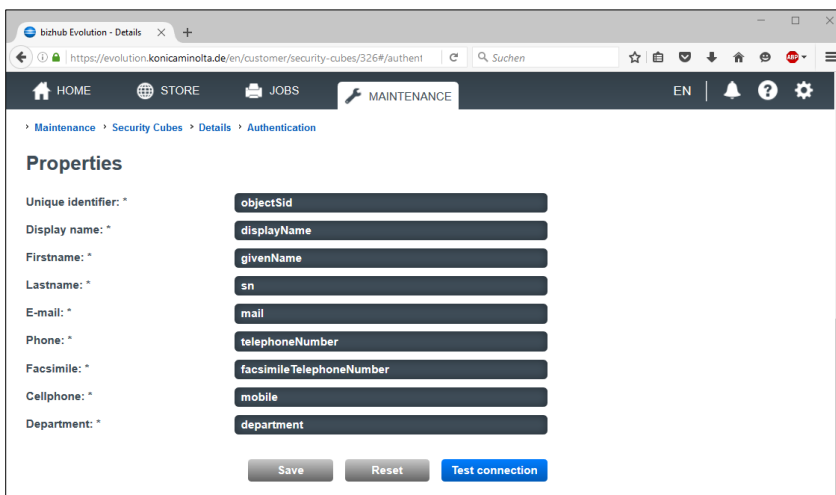 bizhub Evolution - Details
https://evolution.konicaminolta.de/en/customer/security-cubes/326#/authent
Suchen
ABP
HOME STORE JOBS MAINTENANCE EN
› Maintenance › Security Cubes › Details › Authentication
Properties
Unique identifier: * objectSid
Display name: * displayName
Firstname: * givenName
Lastname: * sn
E-mail: * mail
Phone: * telephoneNumber
Facsimile: * facsimileTelephoneNumber
Cellphone: * mobile
Department: * department
Save Reset Test connection